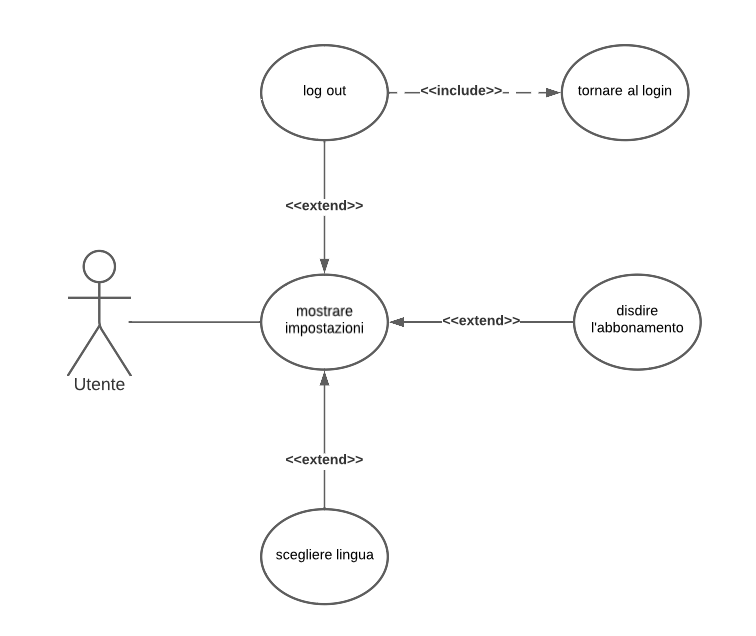 log out
<<include>>
tornare al login
<<extend>>
mostrare
impostazioni
<<extend>>
disdire
l'abbonamento
Utente
<<extend>>
scegliere lingua